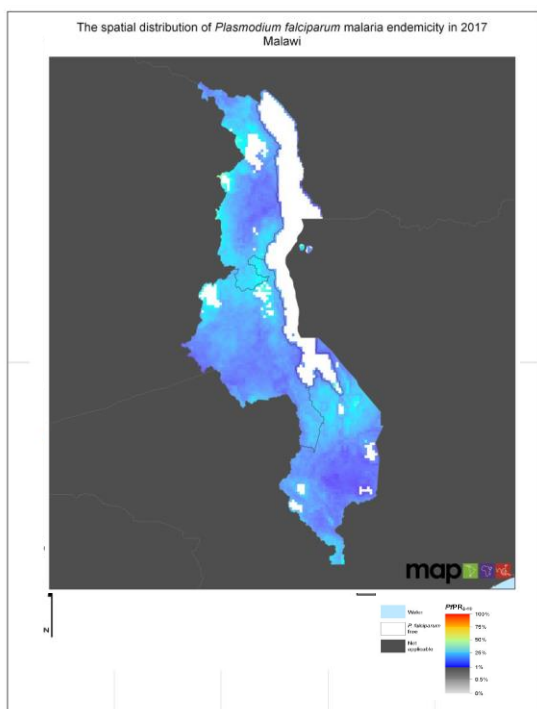 The spatial distribution of Plasmodium falciparum malaria endemicity in 2017
Malawi
map
N
Water
P. falciparum
free
Not
applicable
PfPR2-10
100%
75%
50%
25%
1%
0.5%
0%